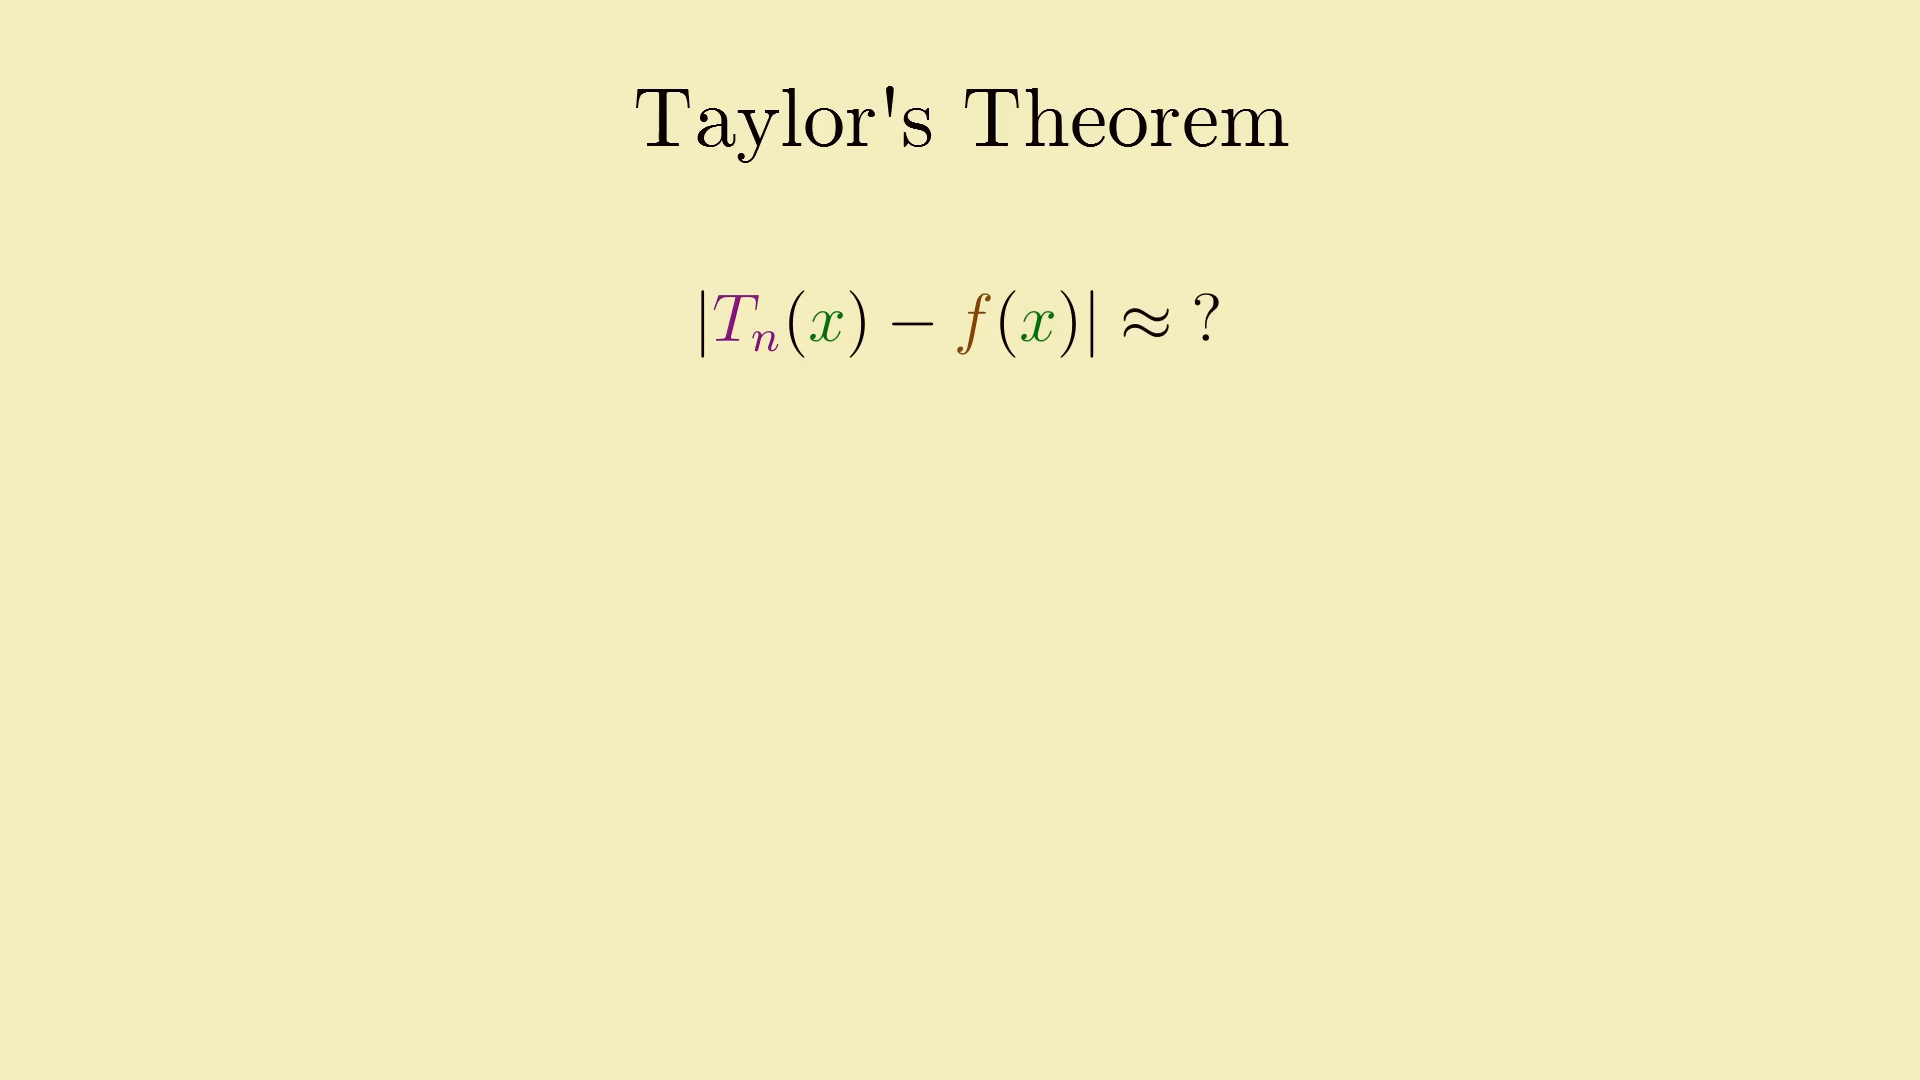 Taylor's Theorem
|Tₙ(x) − f(x)| ≈ ?